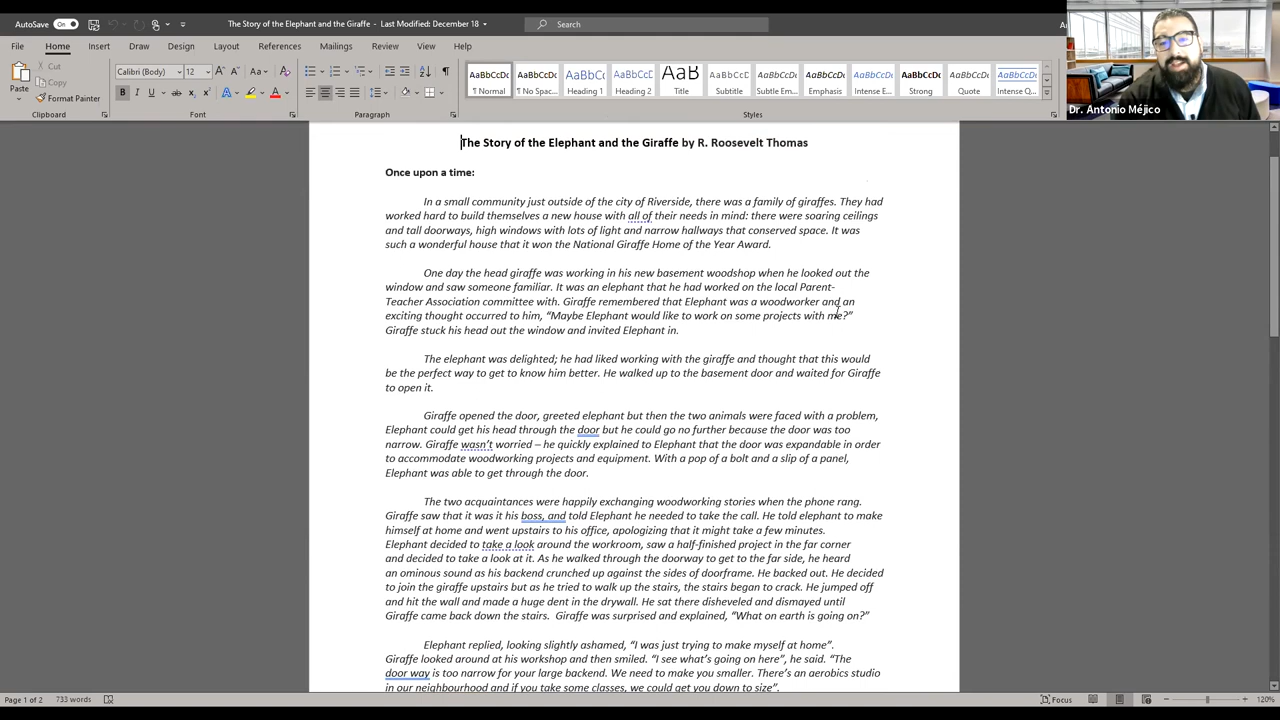 AutoSave On
The Story of the Elephant and the Giraffe - Last Modified: December 18
Search
Dr. Antonio Méjico
File Home Insert Draw Design Layout References Mailings Review View Help
Paste
Cut
Copy
Format Painter
Clipboard
Calibri (Body) 12
Font
Paragraph
AaBbCcDc AaBbCcDc AaBbCc AaBbCcD AaB AaBbCcD AaBbCcDc AaBbCcDc AaBbCcDc AaBbCcDc AaBbCcDc AaBbCcDc
¶ Normal ¶ No Spac... Heading 1 Heading 2 Title Subtitle Subtle Em... Emphasis Intense E... Strong Quote Intense Q...
Styles
The Story of the Elephant and the Giraffe by R. Roosevelt Thomas
Once upon a time:
In a small community just outside of the city of Riverside, there was a family of giraffes. They had
worked hard to build themselves a new house with all of their needs in mind: there were soaring ceilings
and tall doorways, high windows with lots of light and narrow hallways that conserved space. It was
such a wonderful house that it won the National Giraffe Home of the Year Award.
One day the head giraffe was working in his new basement woodshop when he looked out the
window and saw someone familiar. It was an elephant that he had worked on the local Parent-
Teacher Association committee with. Giraffe remembered that Elephant was a woodworker and an
exciting thought occurred to him, “Maybe Elephant would like to work on some projects with me?”
Giraffe stuck his head out the window and invited Elephant in.
The elephant was delighted; he had liked working with the giraffe and thought that this would
be the perfect way to get to know him better. He walked up to the basement door and waited for Giraffe
to open it.
Giraffe opened the door, greeted elephant but then the two animals were faced with a problem,
Elephant could get his head through the door but he could go no further because the door was too
narrow. Giraffe wasn’t worried – he quickly explained to Elephant that the door was expandable in order
to accommodate woodworking projects and equipment. With a pop of a bolt and a slip of a panel,
Elephant was able to get through the door.
The two acquaintances were happily exchanging woodworking stories when the phone rang.
Giraffe saw that it was it his boss, and told Elephant he needed to take the call. He told elephant to make
himself at home and went upstairs to his office, apologizing that it might take a few minutes.
Elephant decided to take a look around the workroom, saw a half-finished project in the far corner
and decided to take a look at it. As he walked through the doorway to get to the far side, he heard
an ominous sound as his backend crunched up against the sides of doorframe. He backed out. He decided
to join the giraffe upstairs but as he tried to walk up the stairs, the stairs began to crack. He jumped off
and hit the wall and made a huge dent in the drywall. He sat there disheveled and dismayed until
Giraffe came back down the stairs. Giraffe was surprised and explained, “What on earth is going on?”
Elephant replied, looking slightly ashamed, “I was just trying to make myself at home”.
Giraffe looked around at his workshop and then smiled. “I see what’s going on here”, he said. “The
door way is too narrow for your large backend. We need to make you smaller. There’s an aerobics studio
in our neighbourhood and if you take some classes, we could get you down to size”.
Page 1 of 2 733 words
Focus
120%